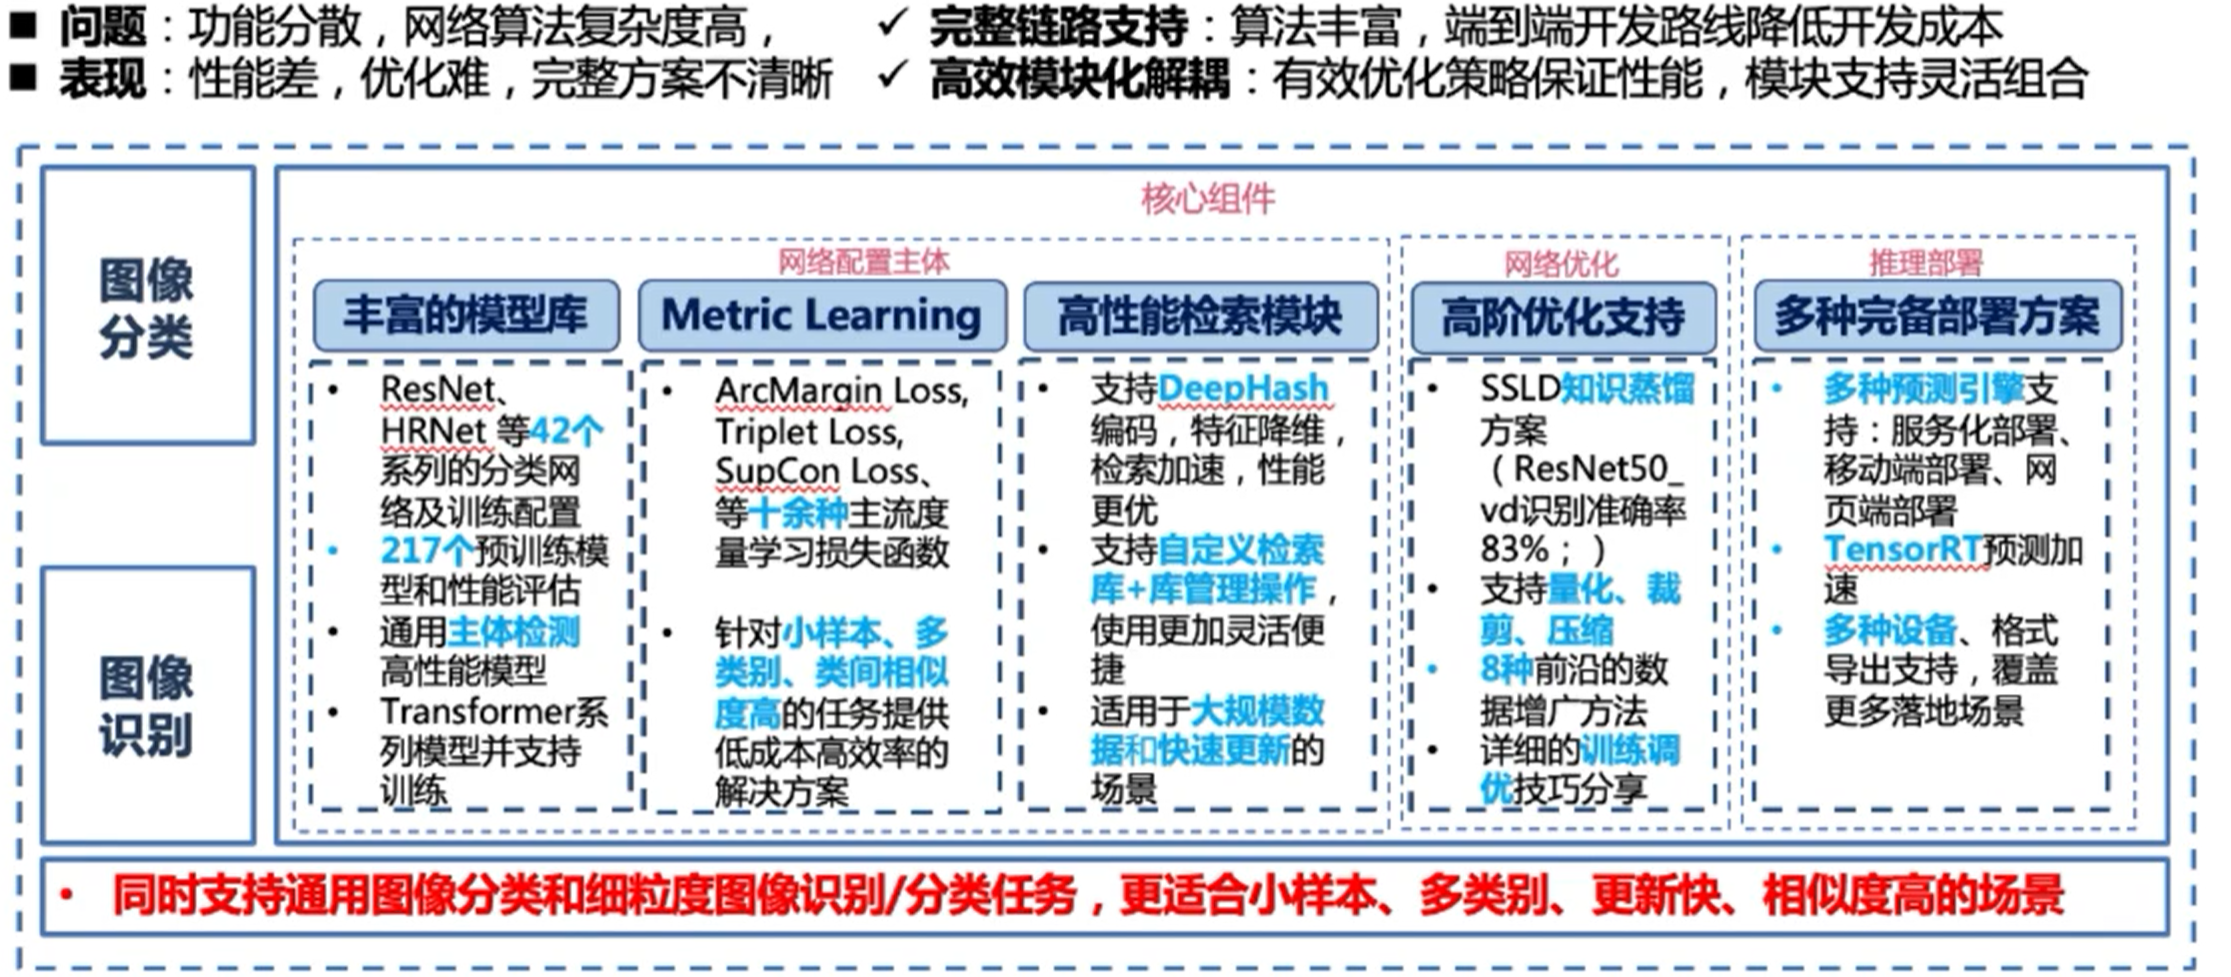 ■ 问题：功能分散，网络算法复杂度高，
■ 表现：性能差，优化难，完整方案不清晰
✓ 完整链路支持：算法丰富，端到端开发路线降低开发成本
✓ 高效模块化解耦：有效优化策略保证性能，模块支持灵活组合
图像
分类
图像
识别
核心组件
网络配置主体
丰富的模型库
• ResNet、
HRNet 等42个
系列的分类网
络及训练配置
• 217个预训练模
型和性能评估
• 通用主体检测
高性能模型
• Transformer系
列模型并支持
训练
Metric Learning
• ArcMargin Loss,
Triplet Loss,
SupCon Loss、
等十余种主流度
量学习损失函数
• 针对小样本、多
类别、类间相似
度高的任务提供
低成本高效率的
解决方案
高性能检索模块
• 支持DeepHash
编码，特征降维，
检索加速，性能
更优
• 支持自定义检索
库+库管理操作，
使用更加灵活便
捷
• 适用于大规模数
据和快速更新的
场景
网络优化
高阶优化支持
• SSLD知识蒸馏
方案
（ResNet50_
vd识别准确率
83%；）
• 支持量化、裁
剪、压缩
• 8种前沿的数
据增广方法
• 详细的训练调
优技巧分享
推理部署
多种完备部署方案
• 多种预测引擎支
持：服务化部署、
移动端部署、网
页端部署
• TensorRT预测加
速
• 多种设备、格式
导出支持，覆盖
更多落地场景
• 同时支持通用图像分类和细粒度图像识别/分类任务，更适合小样本、多类别、更新快、相似度高的场景